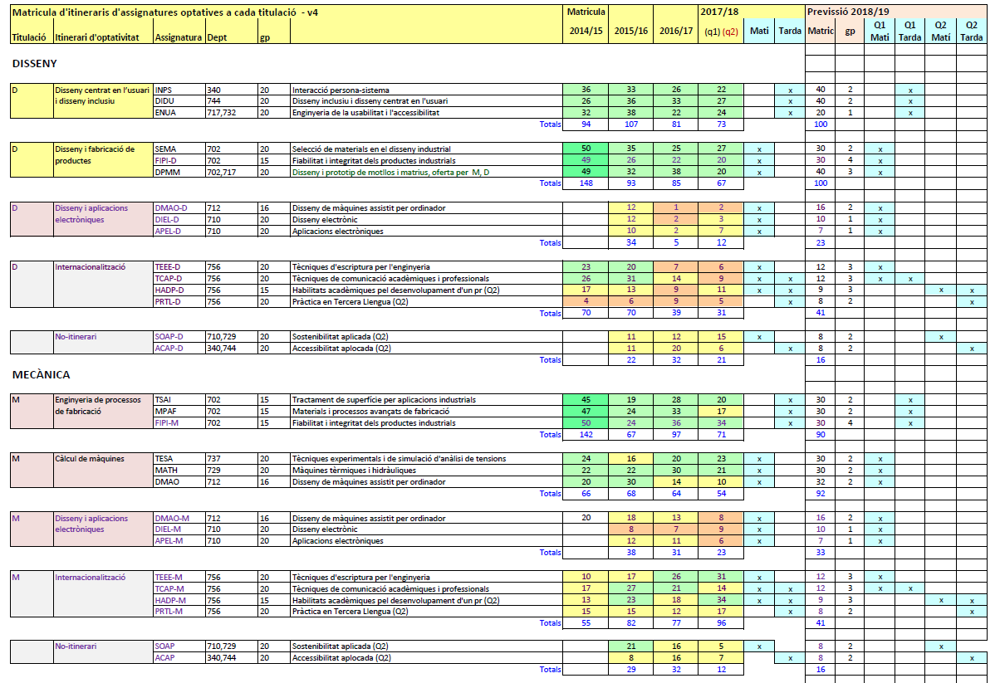 Matricula d'itineraris d'assignatures optatives a cada titulació - v4 Matricula 2017/18 Previssió 2018/19
Titulació Itinerari d'optativitat Assignatura Dept gp 2014/15 2015/16 2016/17 (q1) (q2) Mati Tarda Matric gp Q1 Mati Q1 Tarda Q2 Matí Q2 Tarda
DISSENY
D Disseny centrat en l'usuari INPS 340 20 Interacció persona-sistema 36 33 26 22 x 40 2 x
i disseny inclusiu DIDU 744 20 Disseny inclusiu i disseny centrat en l'usuari 26 36 33 27 x 40 2 x
ENUA 717,732 20 Enginyeria de la usabilitat i l'accessibilitat 32 38 22 24 x 20 1 x
Totals 94 107 81 73 100
D Disseny i fabricació de SEMA 702 20 Selecció de materials en el disseny industrial 50 35 25 27 x 30 2 x
productes FIPI-D 702 15 Fiabilitat i integritat dels productes industrials 49 26 22 20 x 30 4 x
DPMM 702,717 20 Disseny i prototip de motllos i matrius, oferta per M, D 49 32 38 20 x 40 3 x
Totals 148 93 85 67 100
D Disseny i aplicacions DMAO-D 712 16 Disseny de màquines assistit per ordinador 12 1 2 x 16 2 x
electròniques DIEL-D 710 20 Disseny electrònic 12 2 3 x 10 1 x
APEL-D 710 20 Aplicacions electròniques 10 2 7 x 7 1 x
Totals 34 5 12 23
D Internacionalització TEEE-D 756 20 Tècniques d'escriptura per l'enginyeria 23 20 7 6 x 12 3 x
TCAP-D 756 20 Tècniques de comunicació acadèmiques i professionals 26 31 14 9 x x 12 3 x x
HADP-D 756 15 Habilitats acadèmiques pel desenvolupament d'un pr (Q2) 17 13 9 11 x x 9 3 x x
PRTL-D 756 20 Pràctica en Tercera Llengua (Q2) 4 6 9 5 x 8 2 x
Totals 70 70 39 31 41
No-itinerari SOAP-D 710,729 20 Sostenibilitat aplicada (Q2) 11 12 15 x 8 2 x
ACAP-D 340,744 20 Accessibilitat aplocada (Q2) 11 20 6 x 8 2 x
Totals 22 32 21 16
MECÀNICA
M Enginyeria de processos TSAI 702 15 Tractament de superfície per aplicacions industrials 45 19 28 20 x 30 2 x
de fabricació MPAF 702 15 Materials i processos avançats de fabricació 47 24 33 17 x 30 2 x
FIPI-M 702 15 Fiabilitat i integritat dels productes industrials 50 24 36 34 x 30 4 x
Totals 142 67 97 71 90
M Càlcul de màquines TESA 737 20 Tècniques experimentals i de simulació d'anàlisi de tensions 24 16 20 23 x 30 2 x
MATH 729 20 Màquines tèrmiques i hidràuliques 22 22 30 21 x 30 2 x
DMAO 712 16 Disseny de màquines assistit per ordinador 20 30 14 10 x 32 2 x
Totals 66 68 64 54 92
M Disseny i aplicacions DMAO-M 712 16 Disseny de màquines assistit per ordinador 20 18 13 8 x 16 2 x
electròniques DIEL-M 710 20 Disseny electrònic 8 7 9 x 10 1 x
APEL-M 710 20 Aplicacions electròniques 12 11 6 x 7 1 x
Totals 38 31 23 33
M Internacionalització TEEE-M 756 20 Tècniques d'escriptura per l'enginyeria 10 17 26 31 x 12 3 x
TCAP-M 756 20 Tècniques de comunicació acadèmiques i professionals 17 27 21 14 x x 12 3 x x
HADP-M 756 15 Habilitats acadèmiques pel desenvolupament d'un pr (Q2) 13 23 18 34 x x 9 3 x x
PRTL-M 756 20 Pràctica en Tercera Llengua (Q2) 15 15 12 17 x 8 2 x
Totals 55 82 77 96 41
No-itinerari SOAP 710,729 20 Sostenibilitat aplicada (Q2) 21 16 5 x 8 2 x
ACAP 340,744 20 Accessibilitat aplocada (Q2) 8 16 7 x 8 2 x
Totals 29 32 12 16